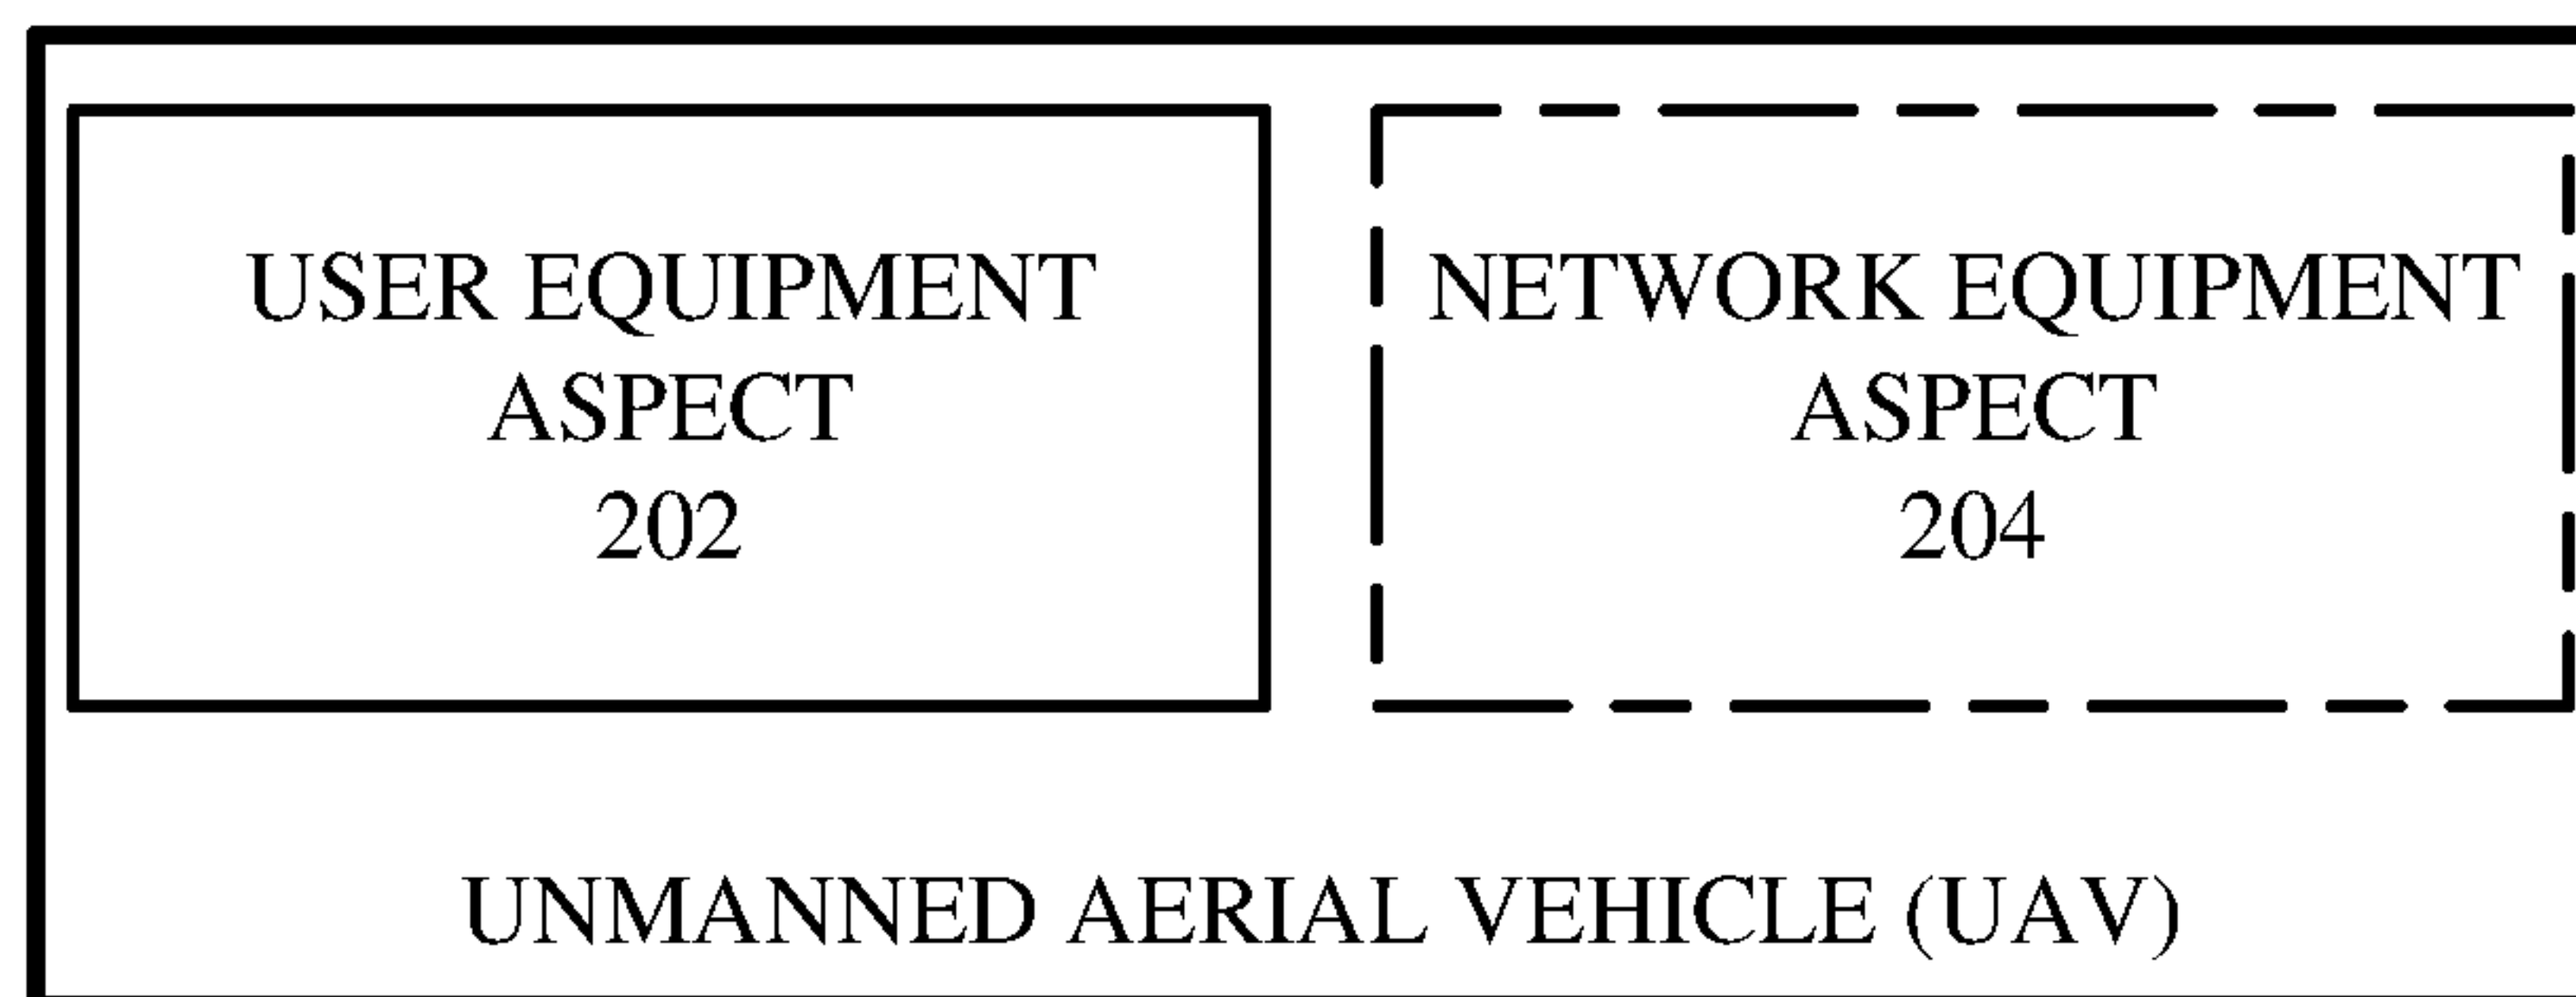 USER EQUIPMENT
ASPECT
202
NETWORK EQUIPMENT
ASPECT
204
UNMANNED AERIAL VEHICLE (UAV)